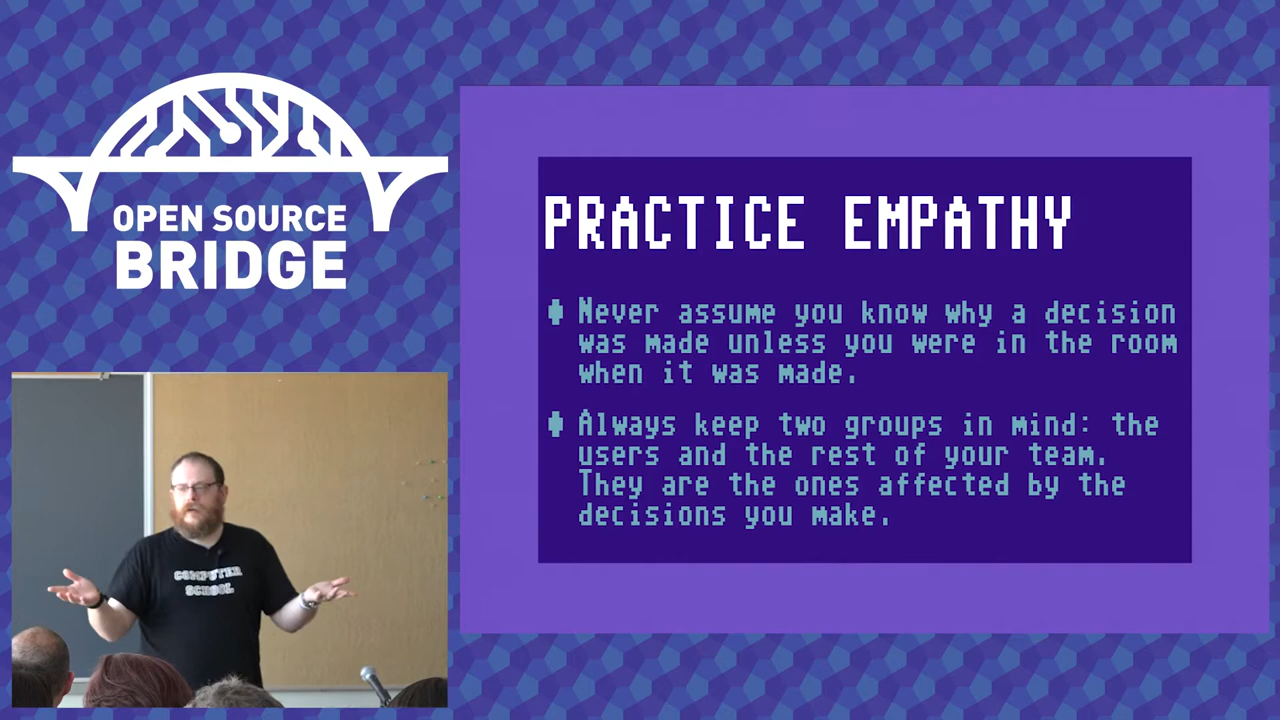 OPEN SOURCE
BRIDGE
PRACTICE EMPATHY
Never assume you know why a decision
was made unless you were in the room
when it was made.
Always keep two groups in mind: the
users and the rest of your team.
They are the ones affected by the
decisions you make.
COMPUTER
SCHOOL